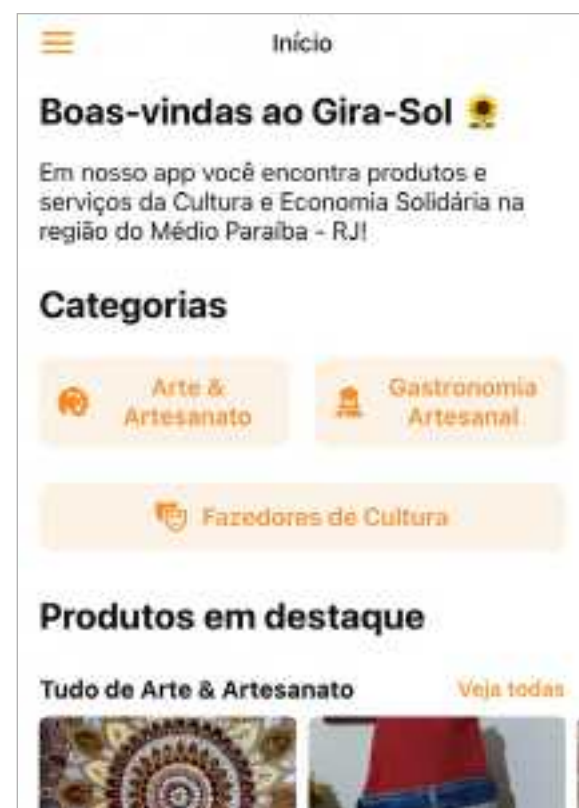 Início
Boas-vindas ao Gira-Sol 🌻
Em nosso app você encontra produtos e
serviços da Cultura e Economia Solidária na
região do Médio Paraíba - RJ!
Categorias
Arte &
Artesanato
Gastronomia
Artesanal
Fazedores de Cultura
Produtos em destaque
Tudo de Arte & Artesanato
Veja todas